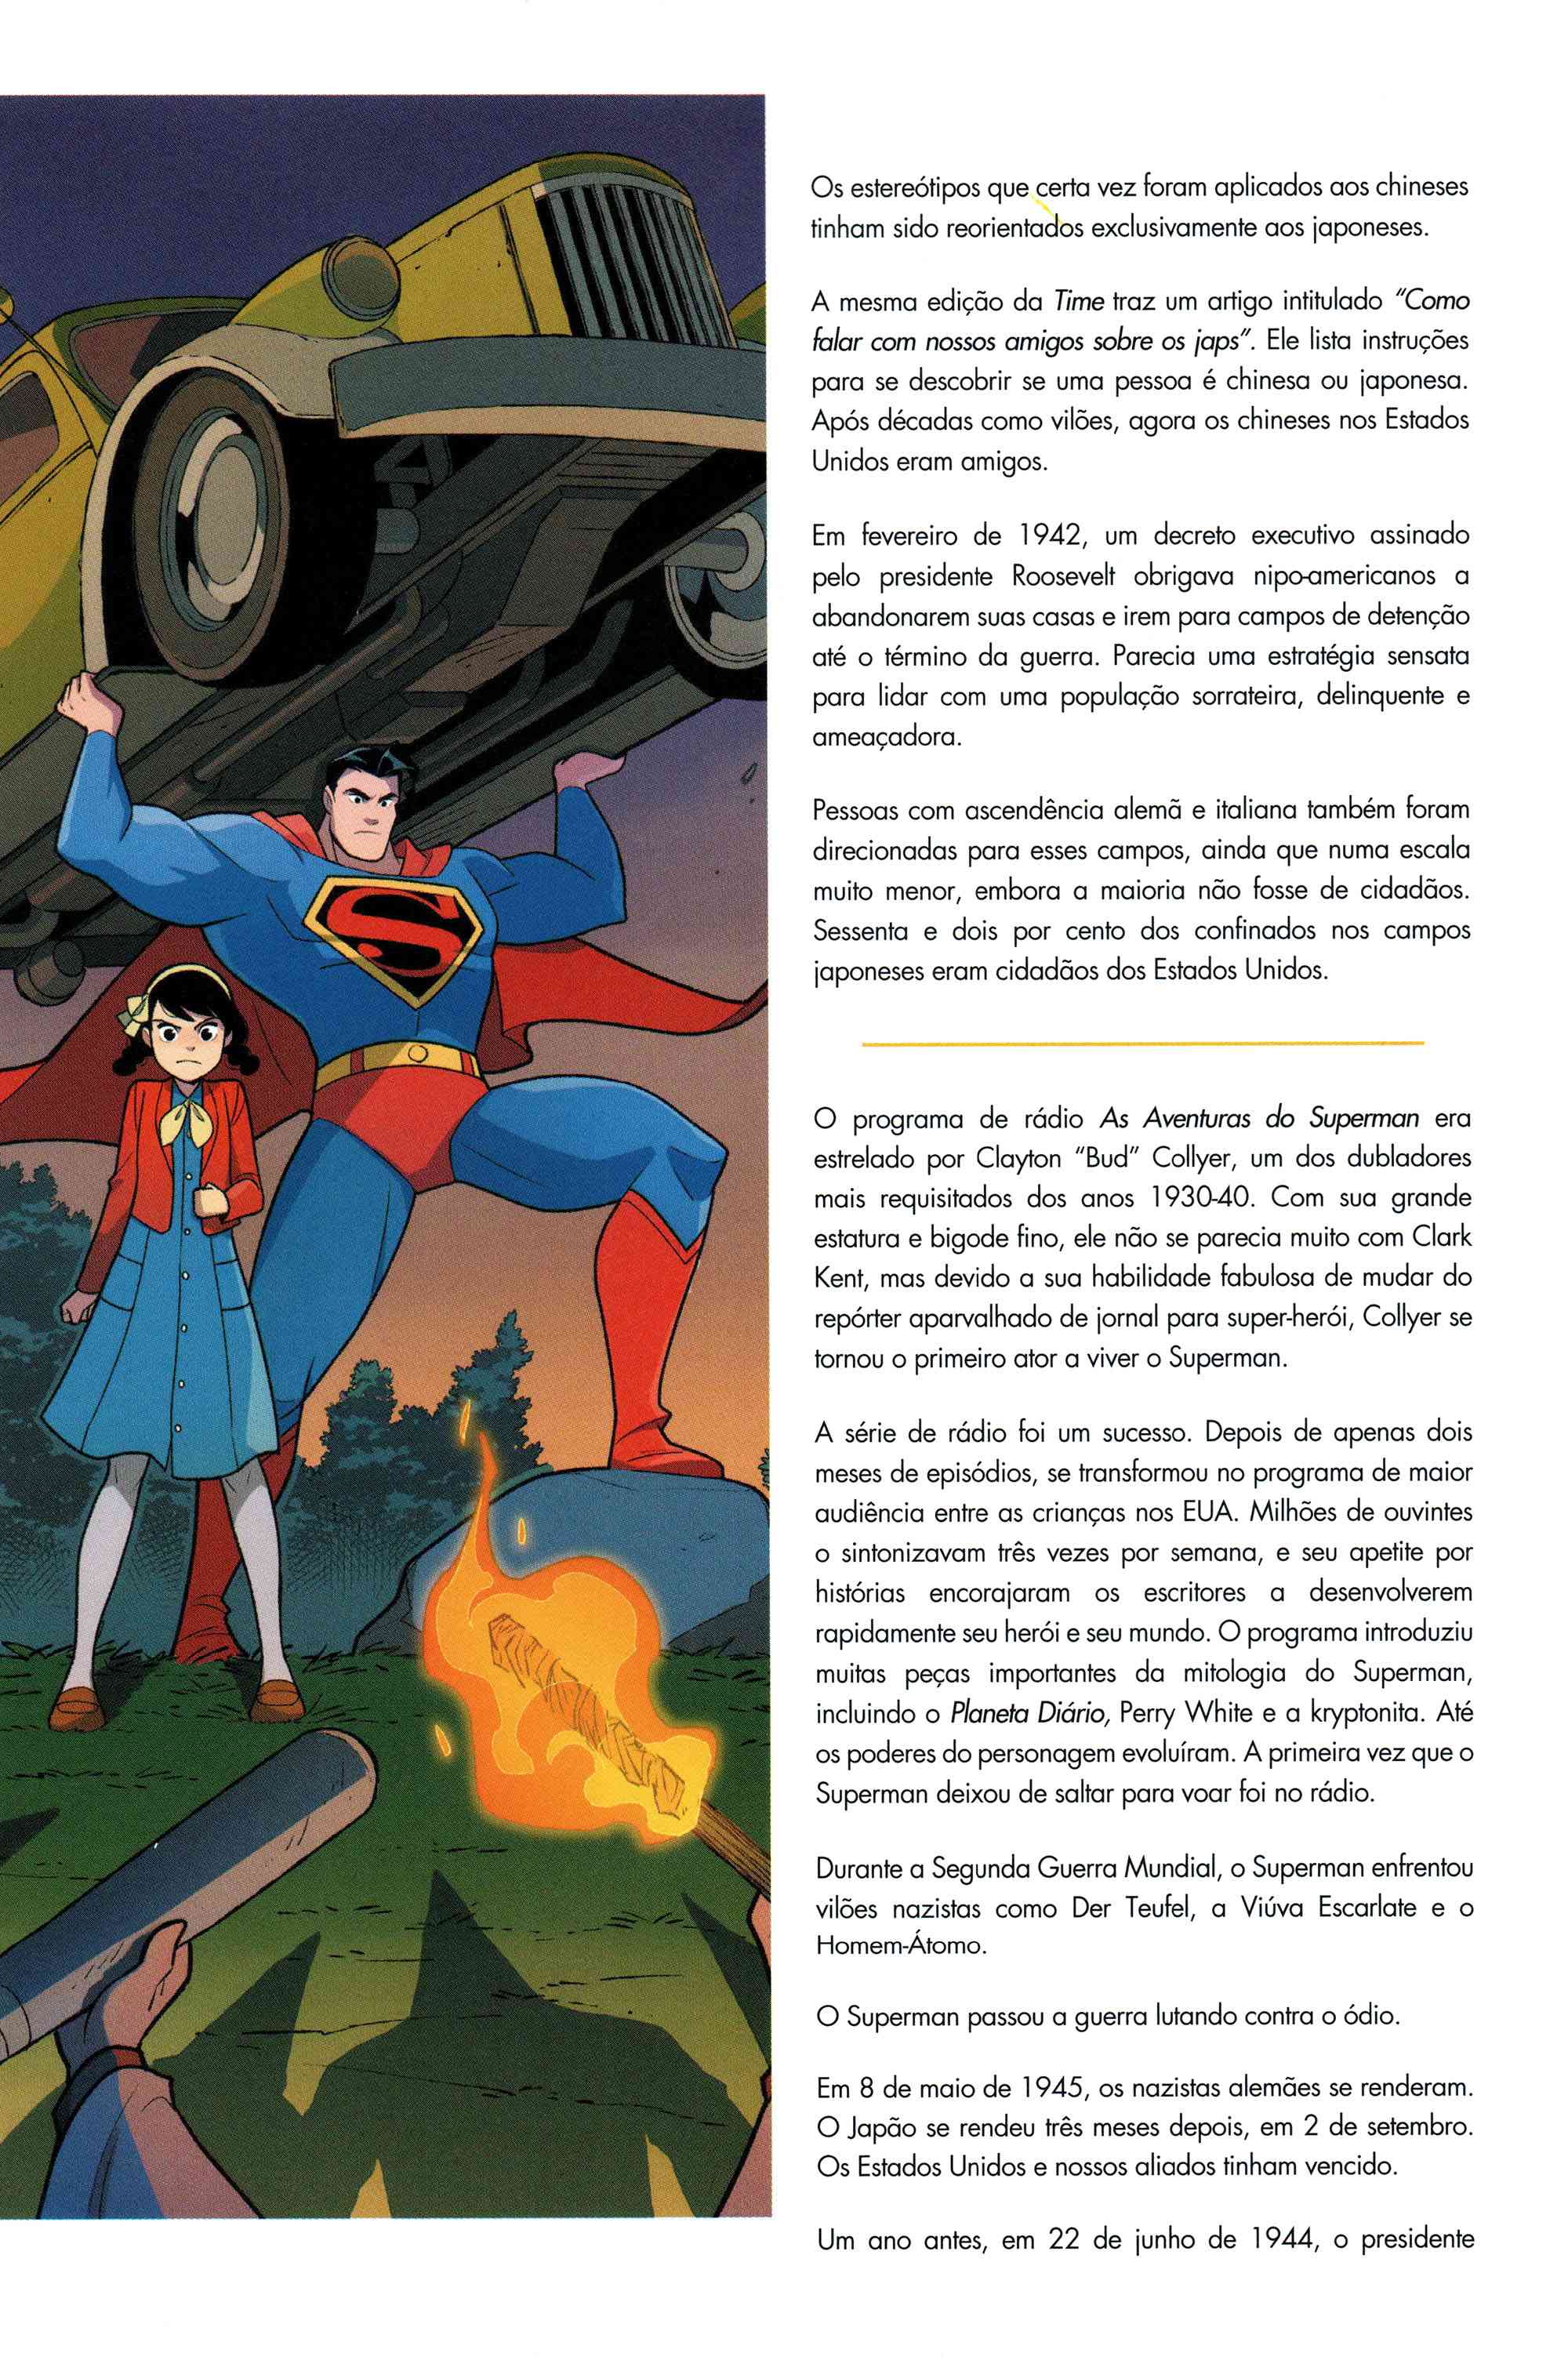 Os estereótipos que certa vez foram aplicados aos chineses
tinham sido reorientados exclusivamente aos japoneses.
A mesma edição da Time traz um artigo intitulado "Como
falar com nossos amigos sobre os japs". Ele lista instruções
para se descobrir se uma pessoa é chinesa ou japonesa.
Após décadas como vilões, agora os chineses nos Estados
Unidos eram amigos.
Em fevereiro de 1942, um decreto executivo assinado
pelo presidente Roosevelt obrigava nipo-americanos a
abandonarem suas casas e irem para campos de detenção
até o término da guerra. Parecia uma estratégia sensata
para lidar com uma população sorrateira, delinquente e
ameaçadora.
Pessoas com ascendência alemã e italiana também foram
direcionadas para esses campos, ainda que numa escala
muito menor, embora a maioria não fosse de cidadãos.
Sessenta e dois por cento dos confinados nos campos
japoneses eram cidadãos dos Estados Unidos.
O programa de rádio As Aventuras do Superman era
estrelado por Clayton "Bud" Collyer, um dos dubladores
mais requisitados dos anos 1930-40. Com sua grande
estatura e bigode fino, ele não se parecia muito com Clark
Kent, mas devido a sua habilidade fabulosa de mudar do
repórter aparvalhado de jornal para super-herói, Collyer se
tornou o primeiro ator a viver o Superman.
A série de rádio foi um sucesso. Depois de apenas dois
meses de episódios, se transformou no programa de maior
audiência entre as crianças nos EUA. Milhões de ouvintes
o sintonizavam três vezes por semana, e seu apetite por
histórias encorajaram os escritores a desenvolverem
rapidamente seu herói e seu mundo. O programa introduziu
muitas peças importantes da mitologia do Superman,
incluindo o Planeta Diário, Perry White e a kryptonita. Até
os poderes do personagem evoluíram. A primeira vez que o
Superman deixou de saltar para voar foi no rádio.
Durante a Segunda Guerra Mundial, o Superman enfrentou
vilões nazistas como Der Teufel, a Viúva Escarlate e o
Homem-Átomo.
O Superman passou a guerra lutando contra o ódio.
Em 8 de maio de 1945, os nazistas alemães se renderam.
O Japão se rendeu três meses depois, em 2 de setembro.
Os Estados Unidos e nossos aliados tinham vencido.
Um ano antes, em 22 de junho de 1944, o presidente
S